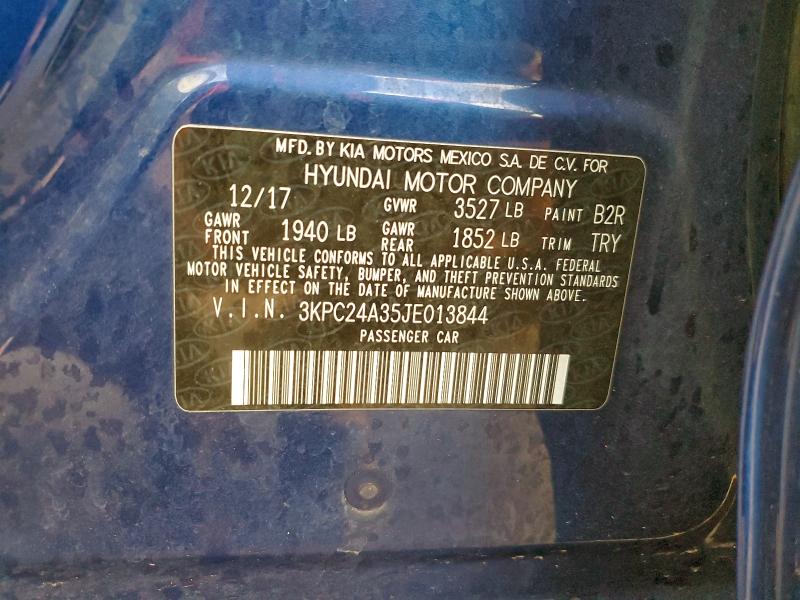 MFD. BY KIA MOTORS MEXICO S.A. DE C.V. FOR
HYUNDAI MOTOR COMPANY
12/17 GVWR 3527 LB PAINT B2R
GAWR FRONT 1940 LB GAWR REAR 1852 LB TRIM TRY
THIS VEHICLE CONFORMS TO ALL APPLICABLE U.S.A. FEDERAL
MOTOR VEHICLE SAFETY, BUMPER, AND THEFT PREVENTION STANDARDS
IN EFFECT ON THE DATE OF MANUFACTURE SHOWN ABOVE.
V.I.N. 3KPC24A35JE013844
PASSENGER CAR